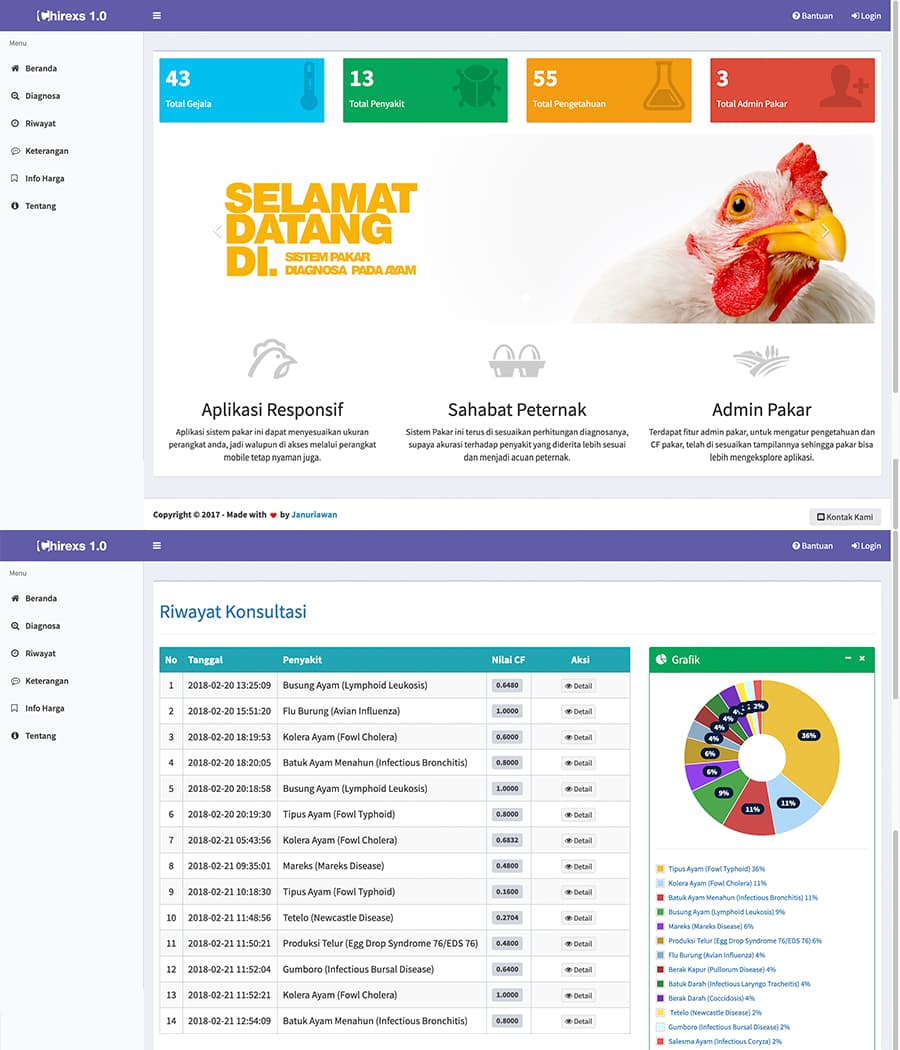 Chirexs 1.0
Bantuan
Login
Menu
Beranda
Diagnosa
Riwayat
Keterangan
Info Harga
Tentang
43
Total Gejala
13
Total Penyakit
55
Total Pengetahuan
3
Total Admin Pakar
SELAMAT
DATANG
DI. SISTEM PAKAR
DIAGNOSA PADA AYAM
Aplikasi Responsif
Aplikasi sistem pakar ini dapat menyesuaikan ukuran
perangkat anda, jadi walupun di akses melalui perangkat
mobile tetap nyaman juga.
Sahabat Peternak
Sistem Pakar ini terus di sesuaikan perhitungan diagnosanya,
supaya akurasi terhadap penyakit yang diderita lebih sesuai
dan menjadi acuan peternak.
Admin Pakar
Terdapat fitur admin pakar, untuk mengatur pengetahuan dan
CF pakar, telah di sesuaikan tampilannya sehingga pakar bisa
lebih mengeksplore aplikasi.
Copyright © 2017 - Made with ❤ by Januriawan
Kontak Kami
Chirexs 1.0
Bantuan
Login
Menu
Beranda
Diagnosa
Riwayat
Keterangan
Info Harga
Tentang
Riwayat Konsultasi
No Tanggal Penyakit Nilai CF Aksi
1 2018-02-20 13:25:09 Busung Ayam (Lymphoid Leukosis) 0.6480 Detail
2 2018-02-20 15:51:20 Flu Burung (Avian Influenza) 1.0000 Detail
3 2018-02-20 18:19:53 Kolera Ayam (Fowl Cholera) 0.6000 Detail
4 2018-02-20 18:20:05 Batuk Ayam Menahun (Infectious Bronchitis) 0.8000 Detail
5 2018-02-20 20:18:58 Busung Ayam (Lymphoid Leukosis) 1.0000 Detail
6 2018-02-20 20:19:30 Tipus Ayam (Fowl Typhoid) 0.8000 Detail
7 2018-02-21 05:43:56 Kolera Ayam (Fowl Cholera) 0.6832 Detail
8 2018-02-21 09:35:01 Mareks (Mareks Disease) 0.4800 Detail
9 2018-02-21 10:18:30 Tipus Ayam (Fowl Typhoid) 0.1600 Detail
10 2018-02-21 11:48:56 Tetelo (Newcastle Disease) 0.2704 Detail
11 2018-02-21 11:50:21 Produksi Telur (Egg Drop Syndrome 76/EDS 76) 0.4800 Detail
12 2018-02-21 11:52:04 Gumboro (Infectious Bursal Disease) 0.6400 Detail
13 2018-02-21 11:52:21 Kolera Ayam (Fowl Cholera) 1.0000 Detail
14 2018-02-21 12:54:09 Batuk Ayam Menahun (Infectious Bronchitis) 0.8000 Detail
Grafik
36%
11%
11%
9%
6%
6%
4%
4%
4%
4%
2%
Tipus Ayam (Fowl Typhoid) 36%
Kolera Ayam (Fowl Cholera) 11%
Batuk Ayam Menahun (Infectious Bronchitis) 11%
Busung Ayam (Lymphoid Leukosis) 9%
Mareks (Mareks Disease) 6%
Produksi Telur (Egg Drop Syndrome 76/EDS 76) 6%
Flu Burung (Avian Influenza) 4%
Berak Kapur (Pullorum Disease) 4%
Batuk Darah (Infectious Laryngo Tracheitis) 4%
Berak Darah (Coccidosis) 4%
Tetelo (Newcastle Disease) 2%
Gumboro (Infectious Bursal Disease) 2%
Salesma Ayam (Infectious Coryza) 2%